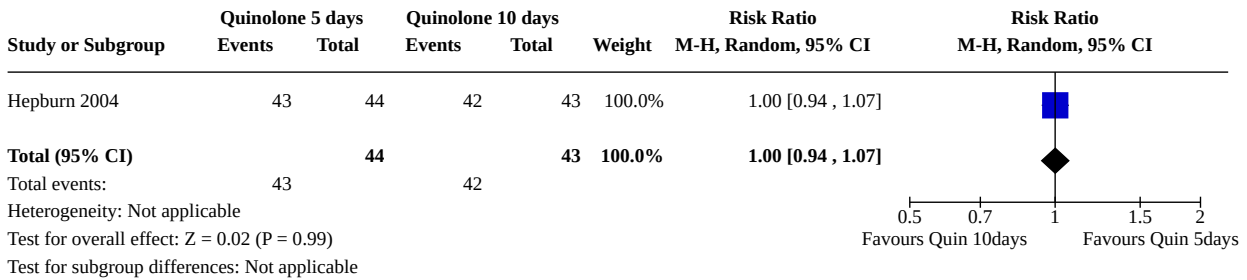 Quinolone 5 days Quinolone 10 days Risk Ratio Risk Ratio
Study or Subgroup Events Total Events Total Weight M-H, Random, 95% CI M-H, Random, 95% CI
Hepburn 2004 43 44 42 43 100.0% 1.00 [0.94 , 1.07]
Total (95% CI) 44 43 100.0% 1.00 [0.94 , 1.07]
Total events: 43 42
Heterogeneity: Not applicable
0.5 0.7 1 1.5 2
Test for overall effect: Z = 0.02 (P = 0.99) Favours Quin 10days Favours Quin 5days
Test for subgroup differences: Not applicable